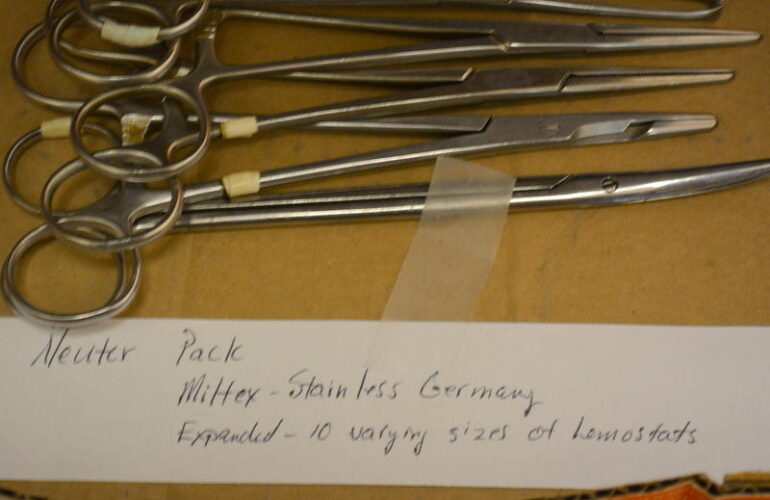 Neuter Pack
Miltex - Stainless Germany
Expanded - 10 varying sizes of hemostats